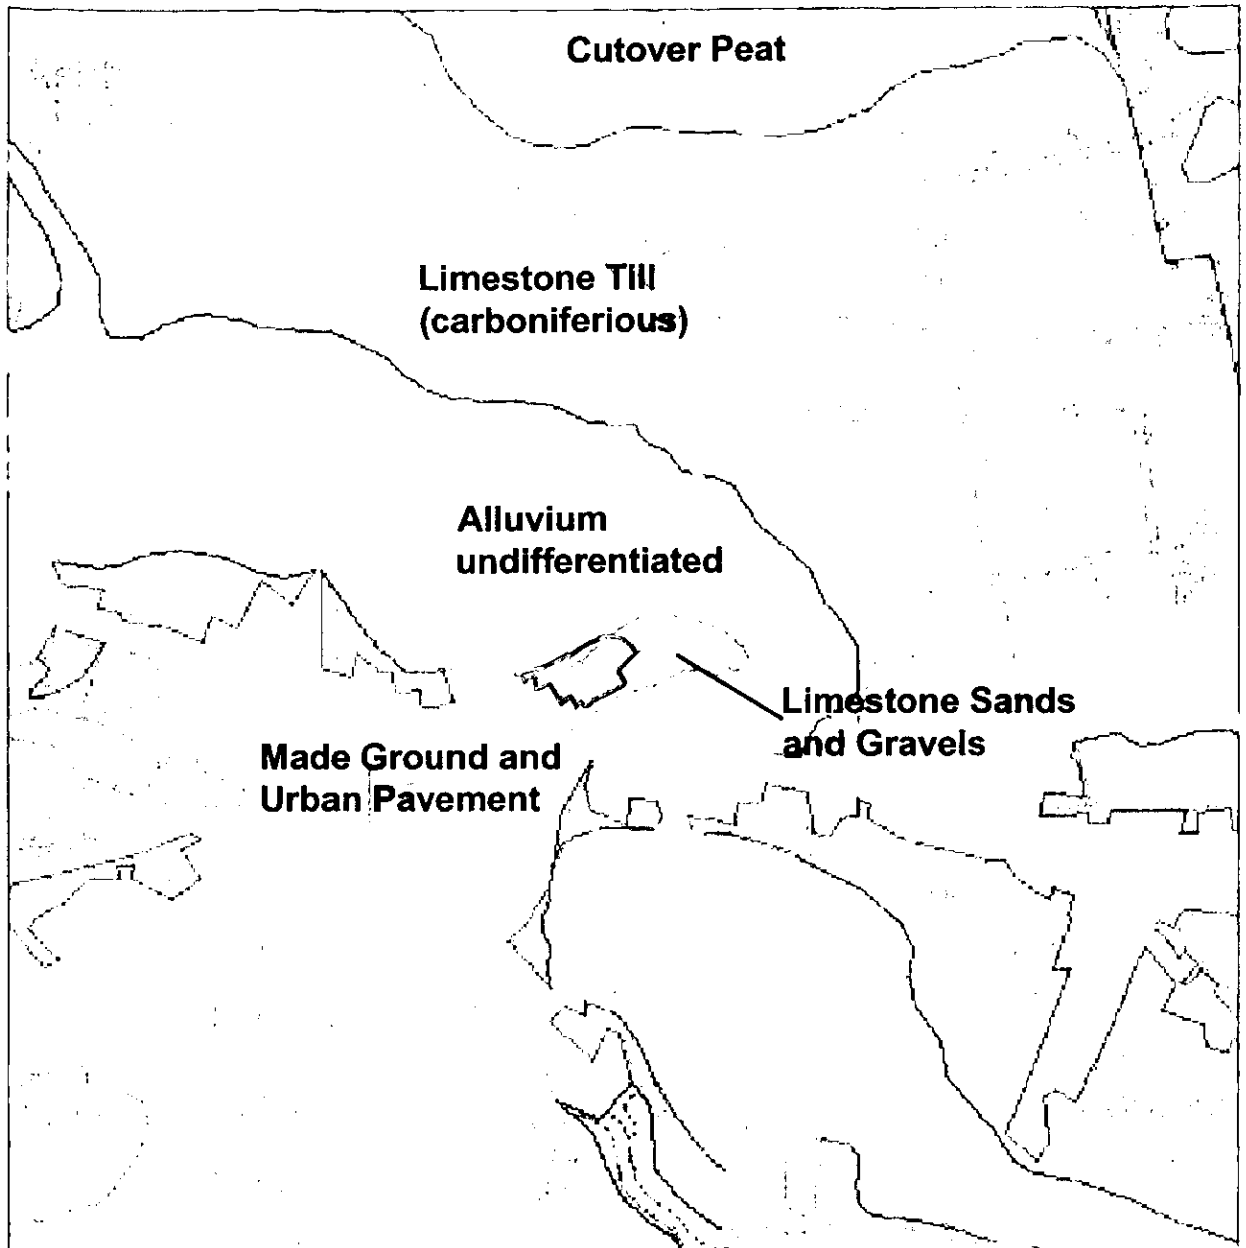 Cutover Peat
Limestone Till
(carboniferious)
Alluvium
undifferentiated
Limestone Sands
and Gravels
Made Ground and
Urban Pavement